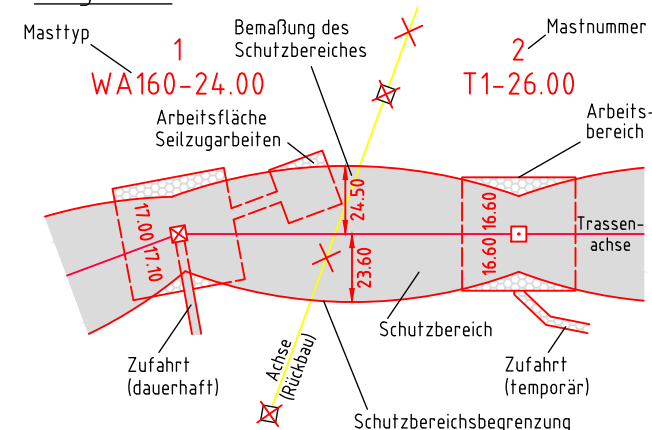 Masttyp
1
WA160-24.00
Bemaßung des
Schutzbereiches
2
Mastnummer
T1-26.00
Arbeitsfläche
Seilzugarbeiten
Arbeits-
bereich
17.00
17.10
24.50
23.60
16.60
16.60
Trassen-
achse
Schutzbereich
Zufahrt
(dauerhaft)
Achse
(Rückbau)
Zufahrt
(temporär)
Schutzbereichsbegrenzung